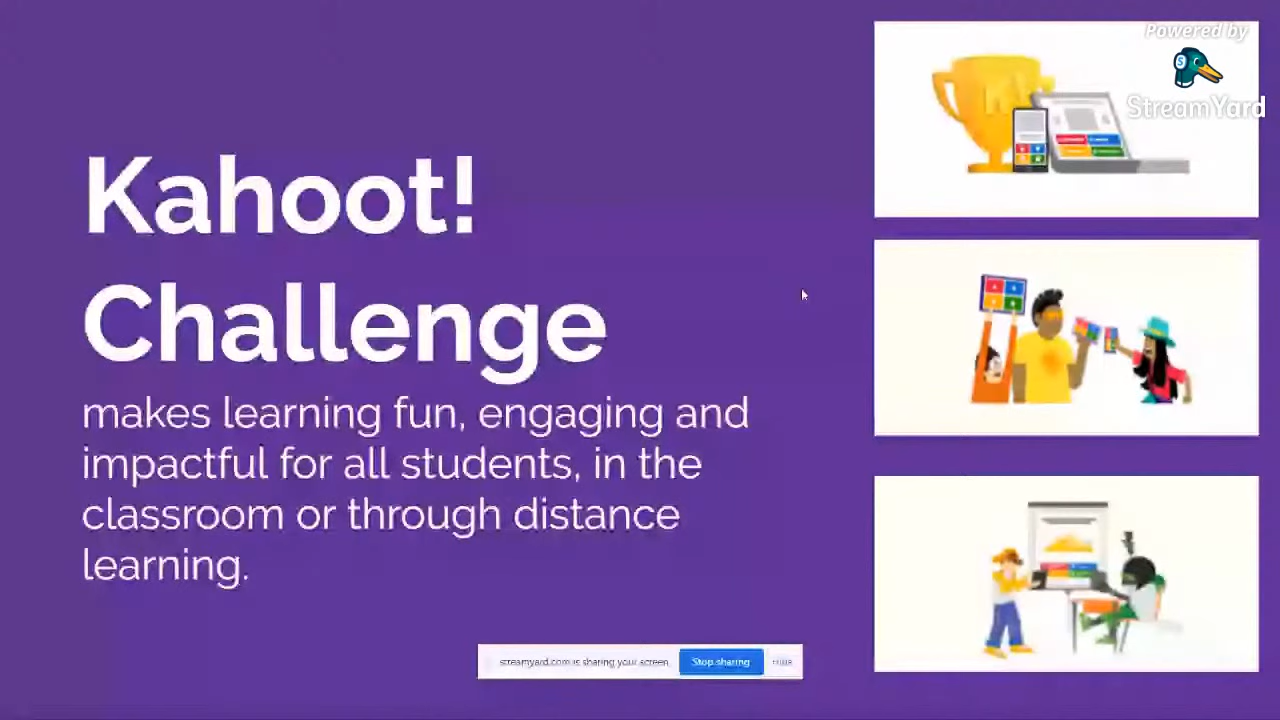 Powered by
StreamYard
Kahoot!
Challenge
makes learning fun, engaging and
impactful for all students, in the
classroom or through distance
learning.
streamyard.com is sharing your screen.
Stop sharing
Hide